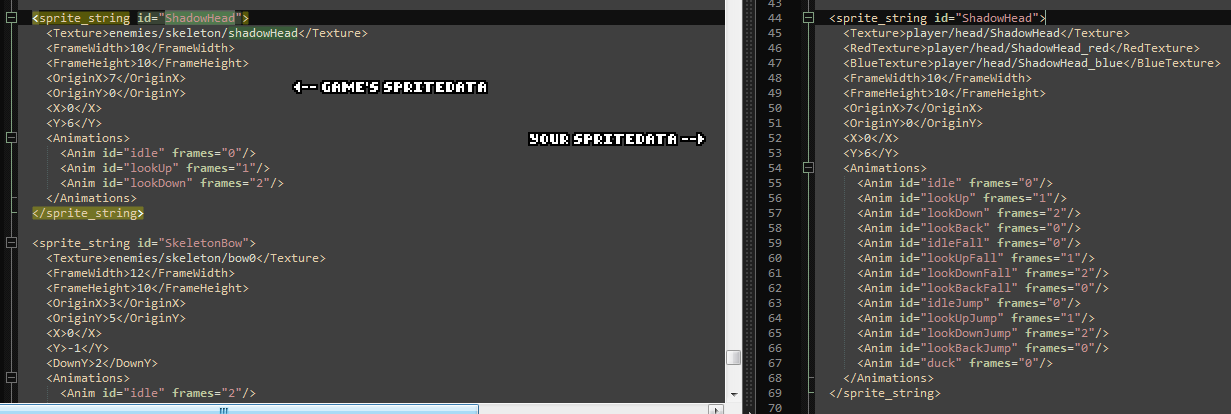 <sprite_string id="ShadowHead">
<Texture>enemies/skeleton/shadowHead</Texture>
<FrameWidth>10</FrameWidth>
<FrameHeight>10</FrameHeight>
<OriginX>7</OriginX>
<OriginY>0</OriginY>
<X>0</X>
<Y>6</Y>
<Animations>
<Anim id="idle" frames="0"/>
<Anim id="lookUp" frames="1"/>
<Anim id="lookDown" frames="2"/>
</Animations>
</sprite_string>
<sprite_string id="SkeletonBow">
<Texture>enemies/skeleton/bow0</Texture>
<FrameWidth>12</FrameWidth>
<FrameHeight>10</FrameHeight>
<OriginX>3</OriginX>
<OriginY>5</OriginY>
<X>0</X>
<Y>-1</Y>
<DownY>2</DownY>
<Animations>
<Anim id="idle" frames="2"/>
<-- GAME'S SPRITEDATA
YOUR SPRITEDATA -->
43
44 <sprite_string id="ShadowHead">
45 <Texture>player/head/ShadowHead</Texture>
46 <RedTexture>player/head/ShadowHead_red</RedTexture>
47 <BlueTexture>player/head/ShadowHead_blue</BlueTexture>
48 <FrameWidth>10</FrameWidth>
49 <FrameHeight>10</FrameHeight>
50 <OriginX>7</OriginX>
51 <OriginY>0</OriginY>
52 <X>0</X>
53 <Y>6</Y>
54 <Animations>
55 <Anim id="idle" frames="0"/>
56 <Anim id="lookUp" frames="1"/>
57 <Anim id="lookDown" frames="2"/>
58 <Anim id="lookBack" frames="0"/>
59 <Anim id="idleFall" frames="0"/>
60 <Anim id="lookUpFall" frames="1"/>
61 <Anim id="lookDownFall" frames="2"/>
62 <Anim id="lookBackFall" frames="0"/>
63 <Anim id="idleJump" frames="0"/>
64 <Anim id="lookUpJump" frames="1"/>
65 <Anim id="lookDownJump" frames="2"/>
66 <Anim id="lookBackJump" frames="0"/>
67 <Anim id="duck" frames="0"/>
68 </Animations>
69 </sprite_string>
70